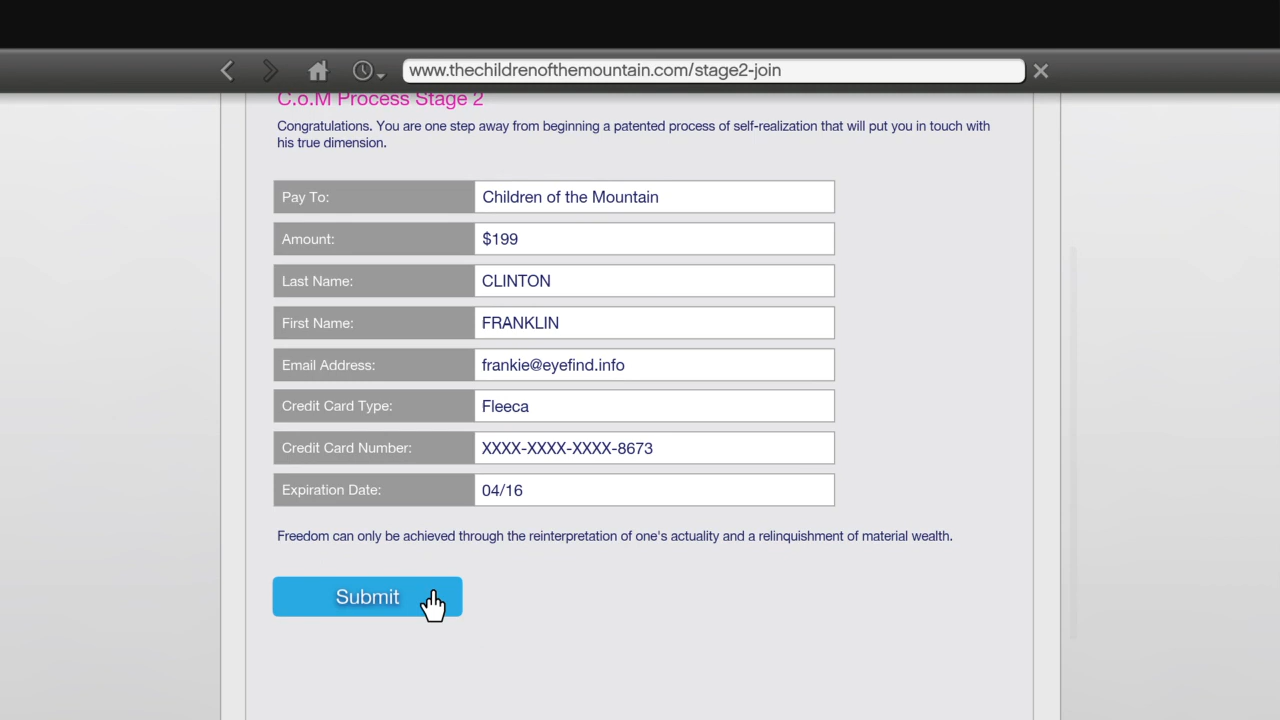 www.thechildrenofthemountain.com/stage2-join
C.o.M Process Stage 2
Congratulations. You are one step away from beginning a patented process of self-realization that will put you in touch with
his true dimension.
Pay To: Children of the Mountain
Amount: $199
Last Name: CLINTON
First Name: FRANKLIN
Email Address: frankie@eyefind.info
Credit Card Type: Fleeca
Credit Card Number: XXXX-XXXX-XXXX-8673
Expiration Date: 04/16
Freedom can only be achieved through the reinterpretation of one's actuality and a relinquishment of material wealth.
Submit